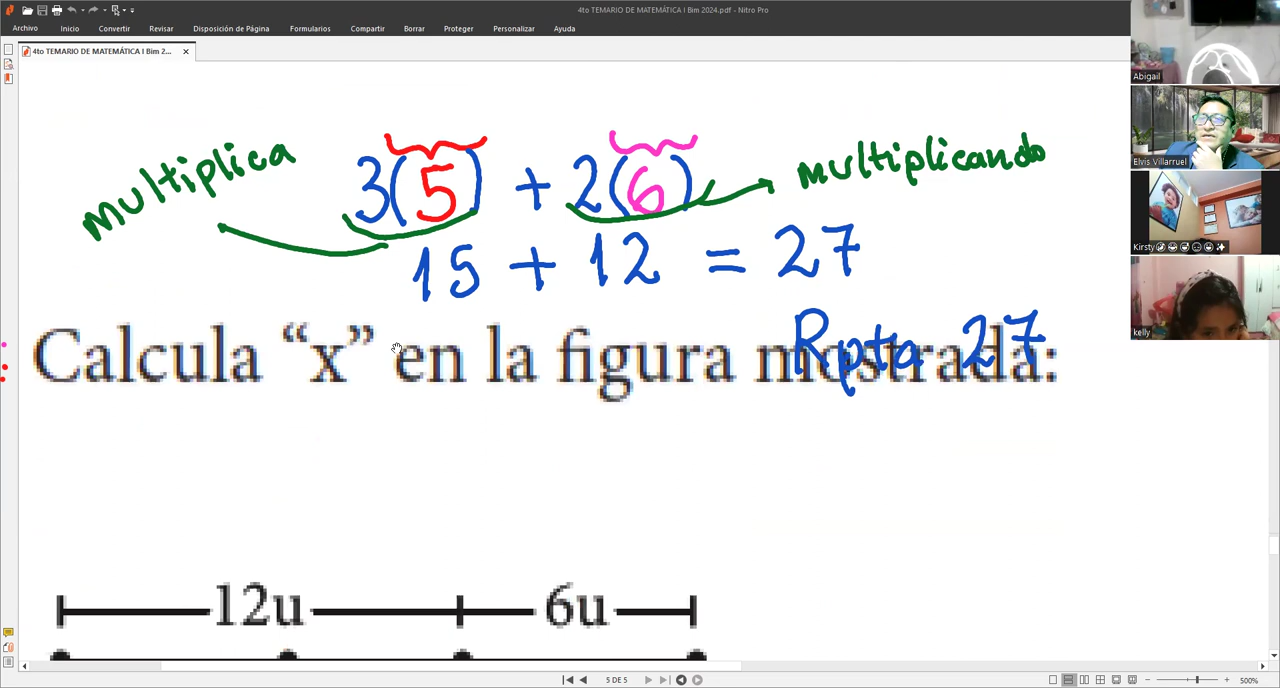 4to TEMARIO DE MATEMÁTICA I Bim 2024.pdf - Nitro Pro
Archivo Inicio Convertir Revisar Disposición de Página Formularios Compartir Borrar Proteger Personalizar Ayuda
4to TEMARIO DE MATEMÁTICA I Bim 2...
Abigail
Elvis Villarruel
Kirsty
kelly
multiplica 3(5) + 2(6) multiplicando
15 + 12 = 27
Rpta 27
Calcula “x” en la figura mostrada:
12u 6u
5 DE 5
500%